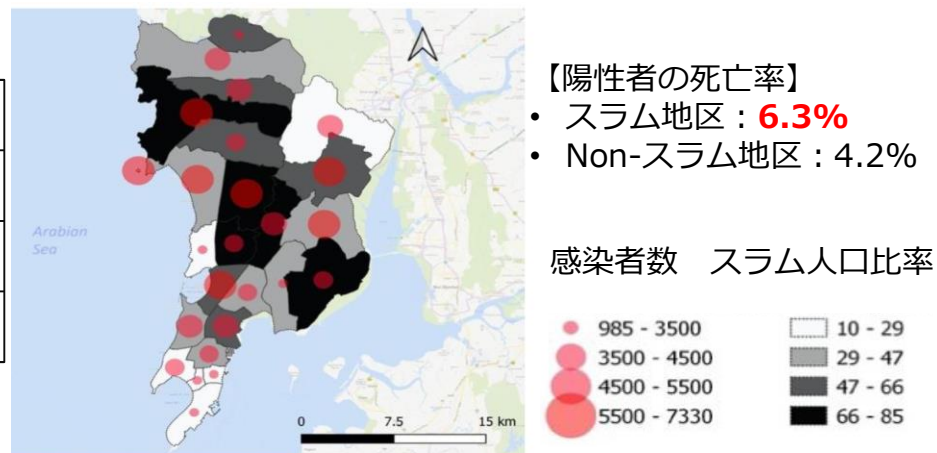 【陽性者の死亡率】
• スラム地区：6.3%
• Non-スラム地区：4.2%
Arabian
Sea
感染者数　スラム人口比率
985 - 3500　10 - 29
3500 - 4500　29 - 47
4500 - 5500　47 - 66
5500 - 7330　66 - 85
0　7.5　15 km